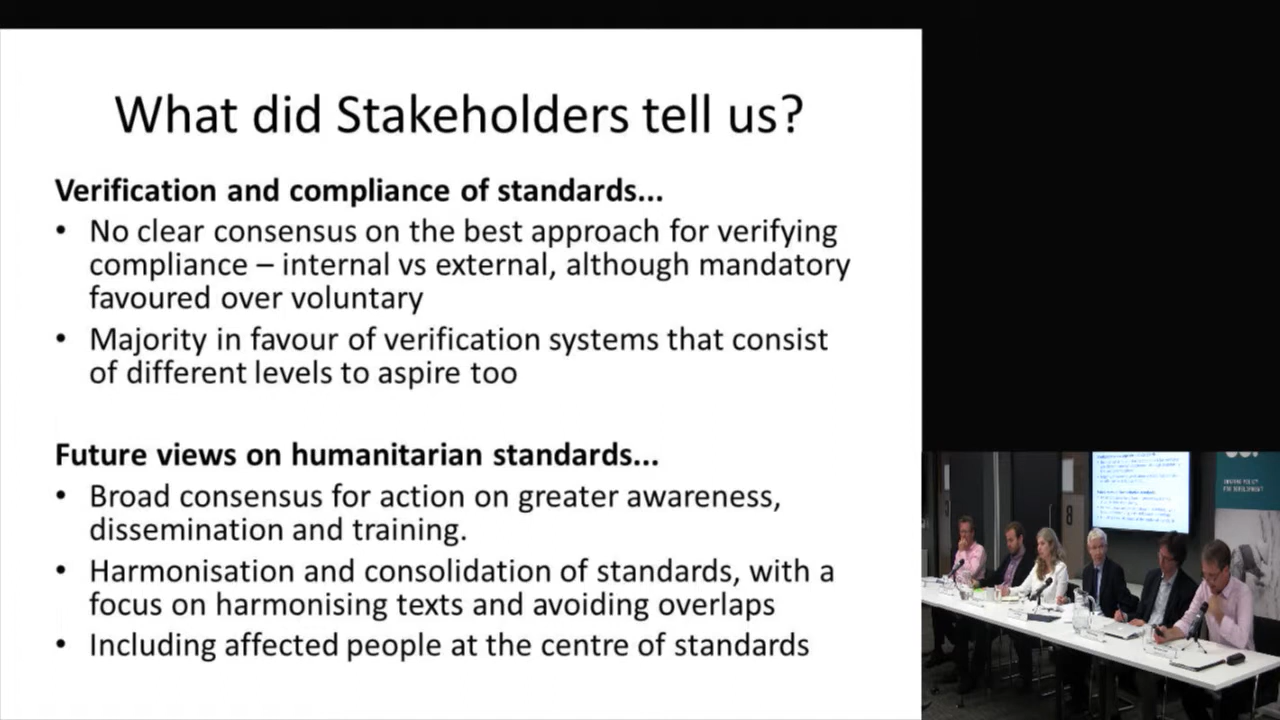 What did Stakeholders tell us?
Verification and compliance of standards...
• No clear consensus on the best approach for verifying
compliance – internal vs external, although mandatory
favoured over voluntary
• Majority in favour of verification systems that consist
of different levels to aspire too
Future views on humanitarian standards...
• Broad consensus for action on greater awareness,
dissemination and training.
• Harmonisation and consolidation of standards, with a
focus on harmonising texts and avoiding overlaps
• Including affected people at the centre of standards
8